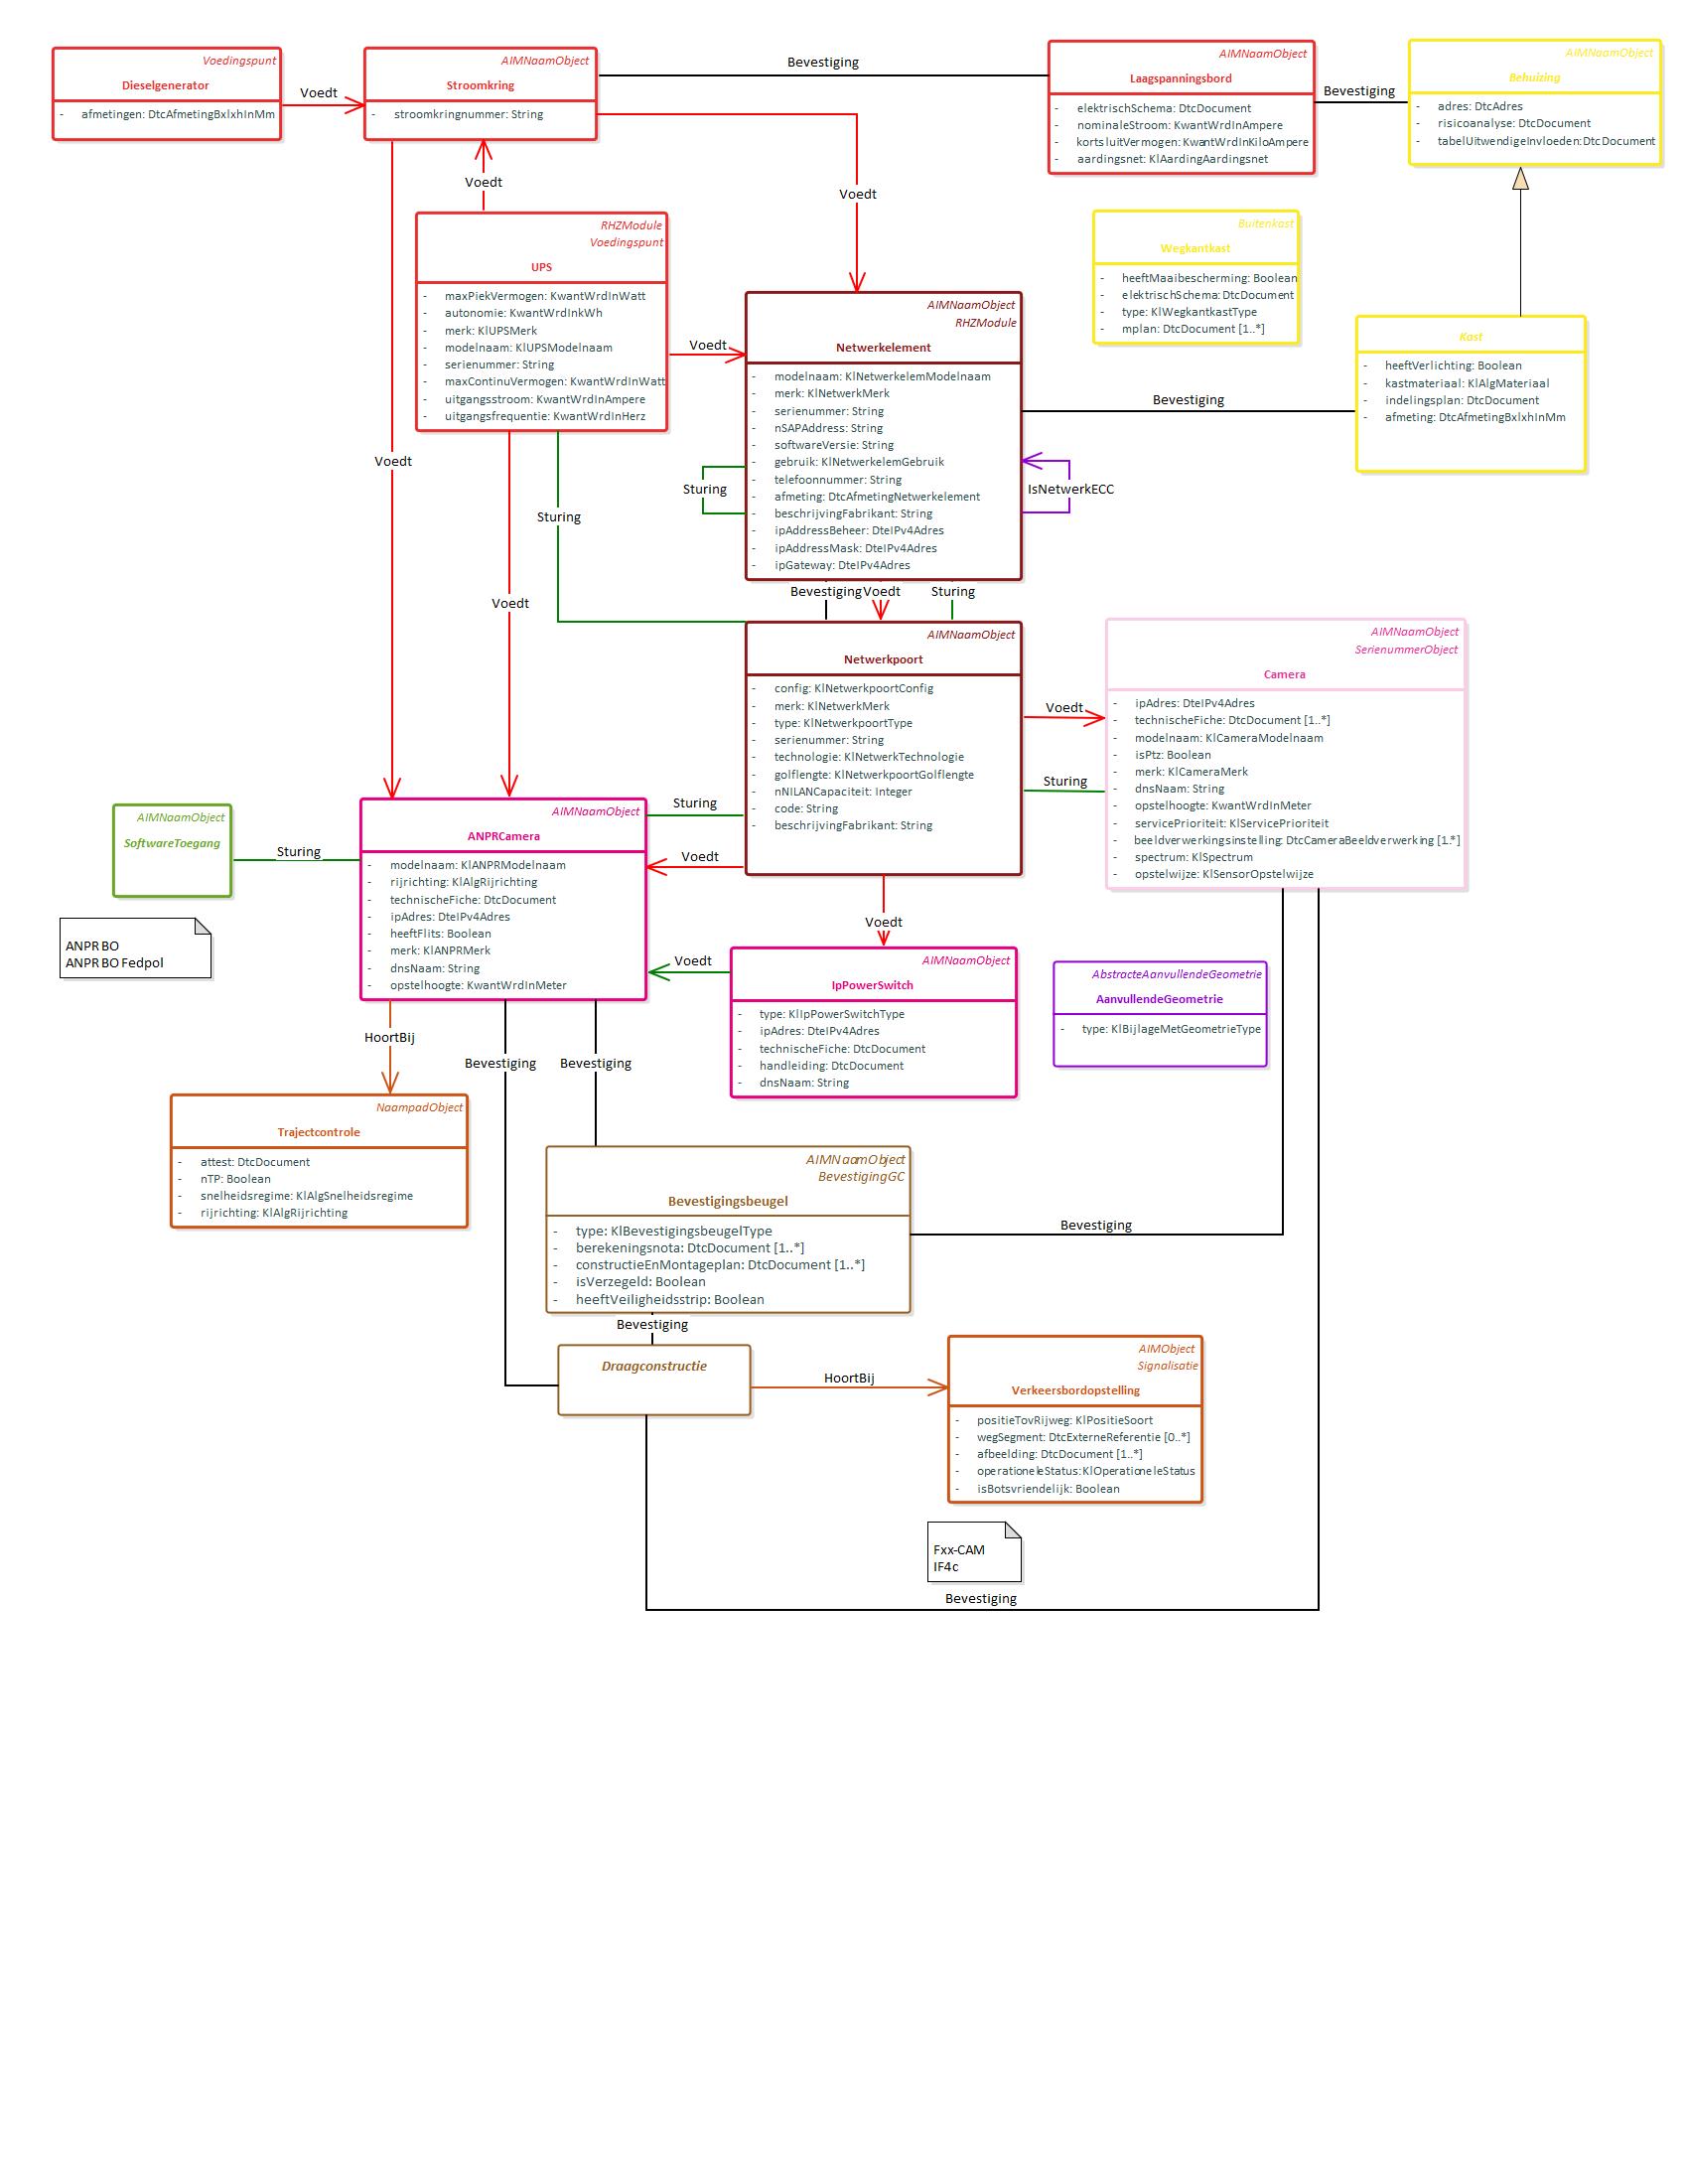 Voedingspunt
Dieselgenerator
- afmetingen: DtcAfmetingBxlxhInMm
Voedt
AIMNaamObject
Stroomkring
- stroomkringnummer: String
Bevestiging
AIMNaamObject
Laagspanningsbord
- elektrischSchema: DtcDocument
- nominaleStroom: KwantWrdInAmpere
- kortsluitVermogen: KwantWrdInKiloAmpere
- aardingsnet: KlAardingAardingsnet
Bevestiging
AIMNaamObject
Behuizing
- adres: DtcAdres
- risicoanalyse: DtcDocument
- tabelUitwendigeInvloeden: DtcDocument
Voedt
Voedt
RHZModule
Voedingspunt
UPS
- maxPiekVermogen: KwantWrdInWatt
- autonomie: KwantWrdInkWh
- merk: KlUPSMerk
- modelnaam: KlUPSModelnaam
- serienummer: String
- maxContinuVermogen: KwantWrdInWatt
- uitgangsstroom: KwantWrdInAmpere
- uitgangsfrequentie: KwantWrdInHerz
Buitenkast
Wegkantkast
- heeftMaaibescherming: Boolean
- elektrischSchema: DtcDocument
- type: KlWegkantkastType
- mplan: DtcDocument [1..*]
Voedt
AIMNaamObject
RHZModule
Netwerkelement
- modelnaam: KlNetwerkelemModelnaam
- merk: KlNetwerkMerk
- serienummer: String
- nSAPAddress: String
- softwareVersie: String
- gebruik: KlNetwerkelemGebruik
- telefoonnummer: String
- afmeting: DtcAfmetingNetwerkelement
- beschrijvingFabrikant: String
- ipAddressBeheer: DteIPv4Adres
- ipAddressMask: DteIPv4Adres
- ipGateway: DteIPv4Adres
Kast
- heeftVerlichting: Boolean
- kastmateriaal: KlAlgMateriaal
- indelingsplan: DtcDocument
- afmeting: DtcAfmetingBxlxhInMm
Bevestiging
Voedt
Sturing
IsNetwerkECC
Sturing
Voedt
Bevestiging
Voedt
Sturing
AIMNaamObject
Netwerkpoort
- config: KlNetwerkpoortConfig
- merk: KlNetwerkMerk
- type: KlNetwerkpoortType
- serienummer: String
- technologie: KlNetwerkTechnologie
- golflengte: KlNetwerkpoortGolflengte
- nNILANCapaciteit: Integer
- code: String
- beschrijvingFabrikant: String
Voedt
Sturing
AIMNaamObject
SerienummerObject
Camera
- ipAdres: DteIPv4Adres
- technischeFiche: DtcDocument [1..*]
- modelnaam: KlCameraModelnaam
- isPtz: Boolean
- merk: KlCameraMerk
- dnsNaam: String
- opstelhoogte: KwantWrdInMeter
- servicePrioriteit: KlServicePrioriteit
- beeldverwerkingsinstelling: DtcCameraBeeldverwerking [1..*]
- spectrum: KlSpectrum
- opstelwijze: KlSensorOpstelwijze
AIMNaamObject
SoftwareToegang
Sturing
AIMNaamObject
ANPRCamera
- modelnaam: KlANPRModelnaam
- rijrichting: KlAlgRijrichting
- technischeFiche: DtcDocument
- ipAdres: DteIPv4Adres
- heeftFlits: Boolean
- merk: KlANPRMerk
- dnsNaam: String
- opstelhoogte: KwantWrdInMeter
Sturing
Voedt
Voedt
Voedt
ANPR BO
ANPR BO Fedpol
AIMNaamObject
IpPowerSwitch
- type: KlIpPowerSwitchType
- ipAdres: DteIPv4Adres
- technischeFiche: DtcDocument
- handleiding: DtcDocument
- dnsNaam: String
AbstracteAanvullendeGeometrie
AanvullendeGeometrie
- type: KlBijlageMetGeometrieType
HoortBij
Bevestiging
Bevestiging
NaampadObject
Trajectcontrole
- attest: DtcDocument
- nTP: Boolean
- snelheidsregime: KlAlgSnelheidsregime
- rijrichting: KlAlgRijrichting
AIMNaamObject
BevestigingGC
Bevestigingsbeugel
- type: KlBevestigingsbeugelType
- berekeningsnota: DtcDocument [1..*]
- constructieEnMontageplan: DtcDocument [1..*]
- isVerzegeld: Boolean
- heeftVeiligheidsstrip: Boolean
Bevestiging
Bevestiging
Draagconstructie
HoortBij
AIMObject
Signalisatie
Verkeersbordopstelling
- positieTovRijweg: KlPositieSoort
- wegSegment: DtcExterneReferentie [0..*]
- afbeelding: DtcDocument [1..*]
- operationeleStatus: KlOperationeleStatus
- isBotsvriendelijk: Boolean
Fxx-CAM
IF4c
Bevestiging